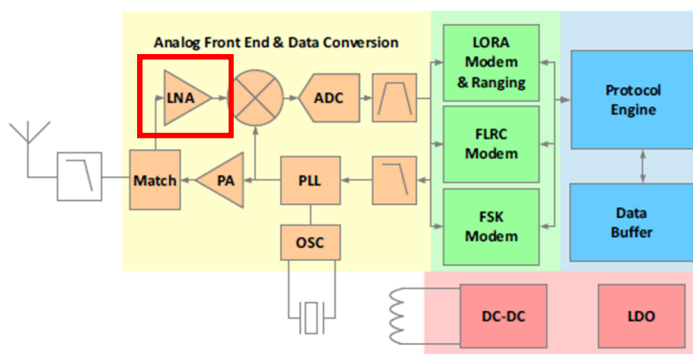 Analog Front End & Data Conversion
LNA
ADC
LORA
Modem
& Ranging
Protocol
Engine
FLRC
Modem
Match
PA
PLL
FSK
Modem
Data
Buffer
OSC
DC-DC
LDO